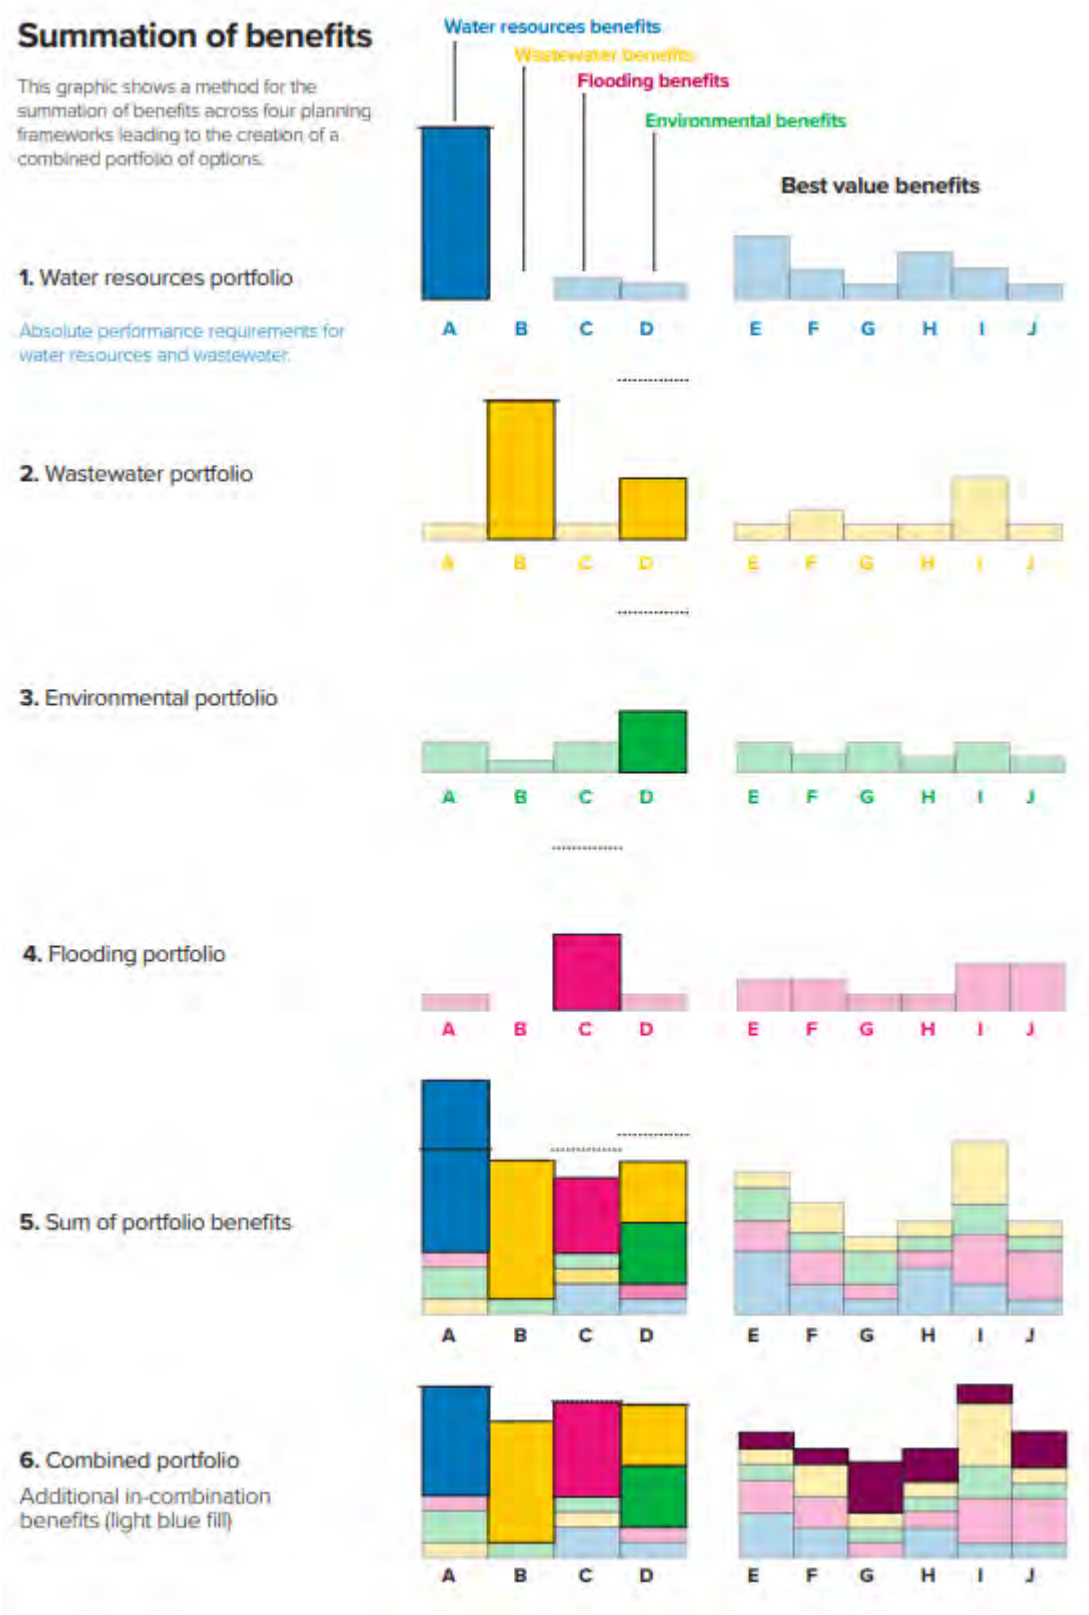 Summation of benefits
This graphic shows a method for the
summation of benefits across four planning
frameworks leading to the creation of a
combined portfolio of options.
Water resources benefits
Wastewater benefits
Flooding benefits
Environmental benefits
Best value benefits
1. Water resources portfolio
Absolute performance requirements for
water resources and wastewater.
A B C D E F G H I J
2. Wastewater portfolio
A B C D E F G H I J
3. Environmental portfolio
A B C D E F G H I J
4. Flooding portfolio
A B C D E F G H I J
5. Sum of portfolio benefits
A B C D E F G H I J
6. Combined portfolio
Additional in-combination
benefits (light blue fill)
A B C D E F G H I J